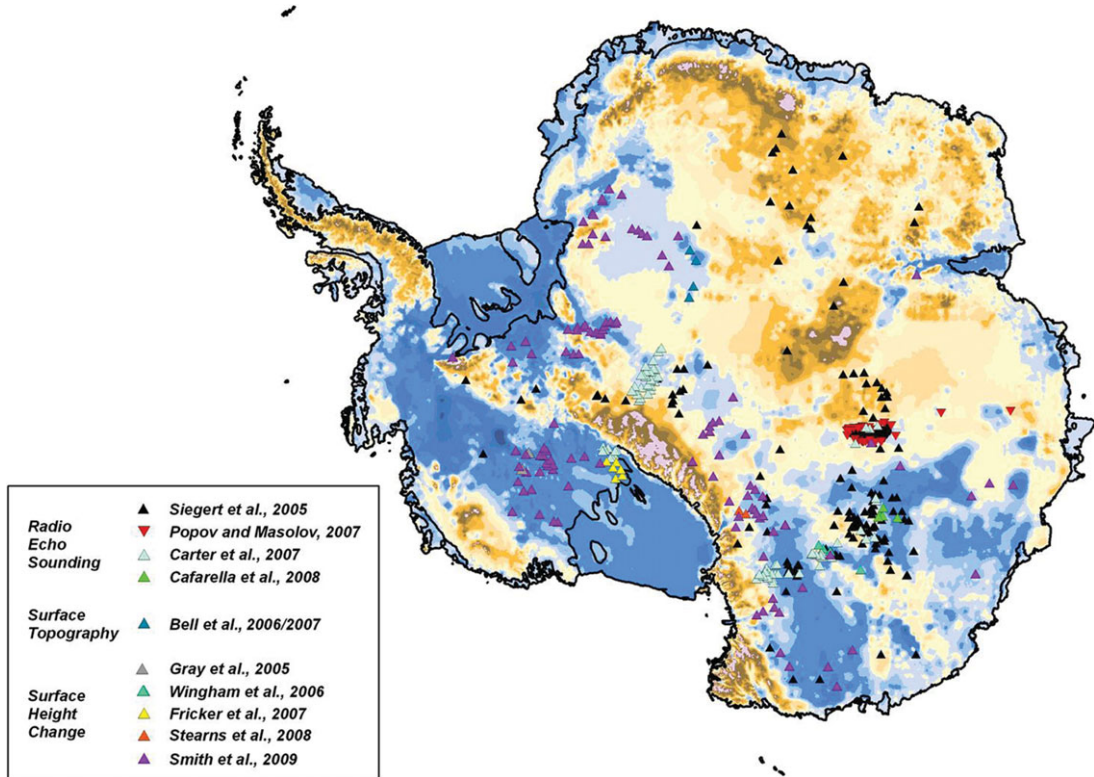 Radio
Echo
Sounding
Siegert et al., 2005
Popov and Masolov, 2007
Carter et al., 2007
Cafarella et al., 2008
Surface
Topography
Bell et al., 2006/2007
Surface
Height
Change
Gray et al., 2005
Wingham et al., 2006
Fricker et al., 2007
Stearns et al., 2008
Smith et al., 2009